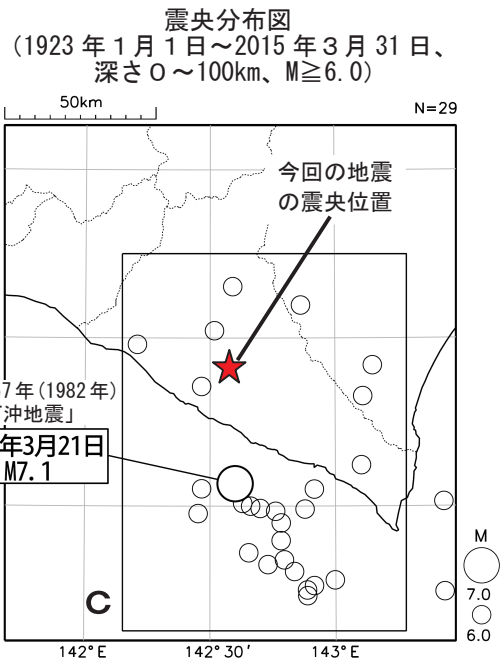 震央分布図
(1923年1月1日～2015年3月31日、
深さ0～100km、M≧6.0)
50km
N=29
今回の地震
の震央位置
7年(1982年)
沖地震」
年3月21日
M7.1
C
M
7.0
6.0
142°E
142°30'
143°E